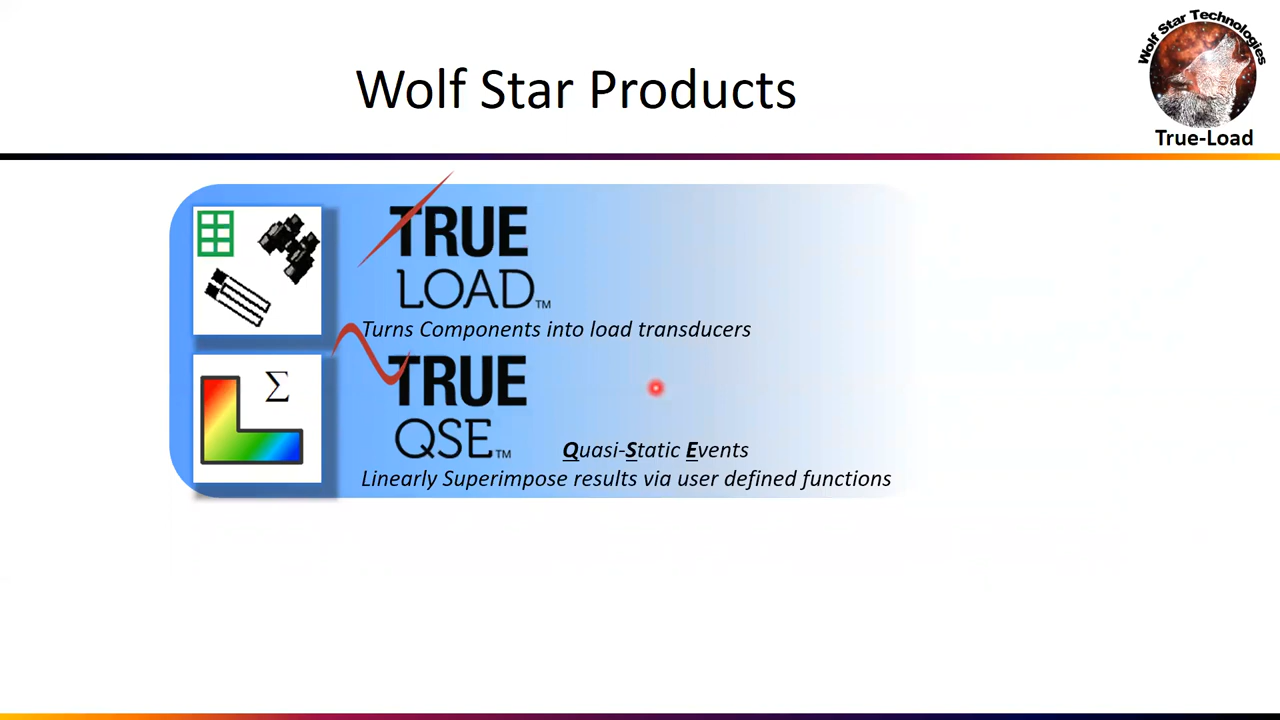 Wolf Star Technologies
True-Load
Wolf Star Products
TRUE
LOAD™
Turns Components into load transducers
Σ
TRUE
QSE™
Quasi-Static Events
Linearly Superimpose results via user defined functions